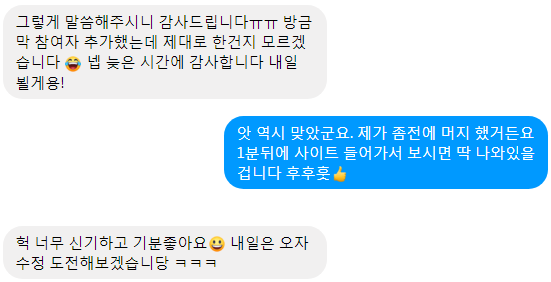 그렇게 말씀해주시니 감사드립니다ㅠㅠ 방금
막 참여자 추가했는데 제대로 한건지 모르겠
습니다 😂 넵 늦은 시간에 감사합니다 내일
뵐게용!
앗 역시 맞았군요. 제가 좀전에 머지 했거든요
1분뒤에 사이트 들어가서 보시면 딱 나와있을
겁니다 후후훗👍
헉 너무 신기하고 기분좋아요😃 내일은 오자
수정 도전해보겠습니당 ㅋㅋㅋ